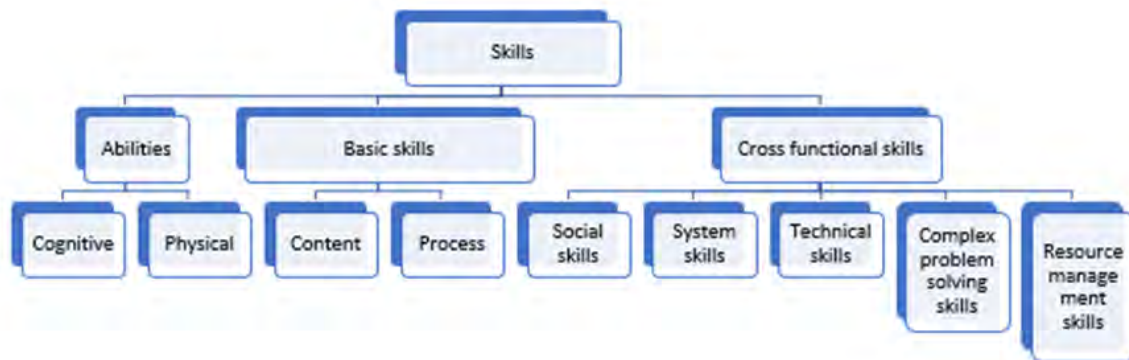 Skills
Abilities
Basic skills
Cross functional skills
Cognitive
Physical
Content
Process
Social
skills
System
skills
Technical
skills
Complex
problem
solving
skills
Resource
manage
ment
skills